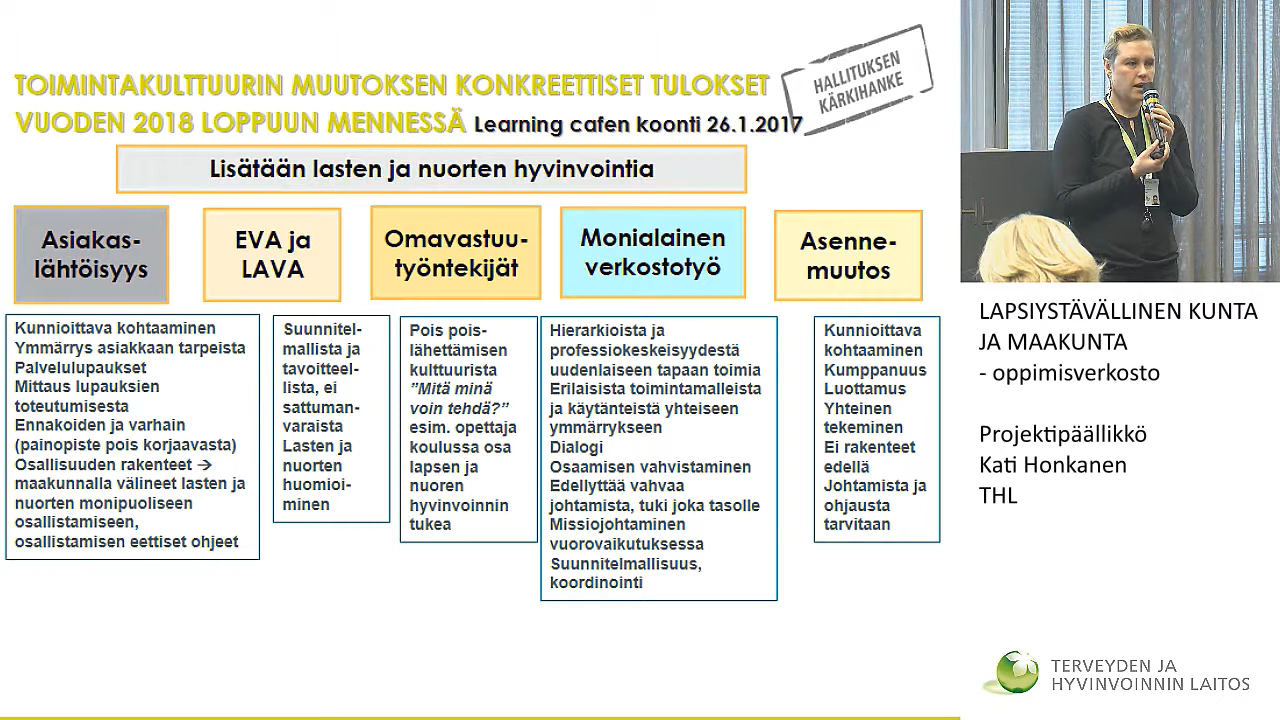 TOIMINTAKULTTUURIN MUUTOKSEN KONKREETTISET TULOKSET
VUODEN 2018 LOPPUUN MENNESSÄ Learning cafen koonti 26.1.2017
HALLITUKSEN
KÄRKIHANKE
Lisätään lasten ja nuorten hyvinvointia
Asiakas-
lähtöisyys
Kunnioittava kohtaaminen
Ymmärrys asiakkaan tarpeista
Palvelulupaukset
Mittaus lupauksien
toteutumisesta
Ennakoiden ja varhain
(painopiste pois korjaavasta)
Osallisuuden rakenteet →
maakunnalla välineet lasten ja
nuorten monipuoliseen
osallistamiseen,
osallistamisen eettiset ohjeet
EVA ja
LAVA
Suunnitel-
mallista ja
tavoitteel-
lista, ei
sattuman-
varaista
Lasten ja
nuorten
huomioi-
minen
Omavastuu-
työntekijät
Pois pois-
lähettämisen
kulttuurista
"Mitä minä
voin tehdä?"
esim. opettaja
koulussa osa
lapsen ja
nuoren
hyvinvoinnin
tukea
Monialainen
verkostotyö
Hierarkioista ja
professiokeskeisyydestä
uudenlaiseen tapaan toimia
Erilaisista toimintamalleista
ja käytänteistä yhteiseen
ymmärrykseen
Dialogi
Osaamisen vahvistaminen
Edellyttää vahvaa
johtamista, tuki joka tasolle
Missiojohtaminen
vuorovaikutuksessa
Suunnitelmallisuus,
koordinointi
Asenne-
muutos
Kunnioittava
kohtaaminen
Kumppanuus
Luottamus
Yhteinen
tekeminen
Ei rakenteet
edellä
Johtamista ja
ohjausta
tarvitaan
LAPSIYSTÄVÄLLINEN KUNTA
JA MAAKUNTA
- oppimisverkosto
Projektipäällikkö
Kati Honkanen
THL
TERVEYDEN JA
HYVINVOINNIN LAITOS